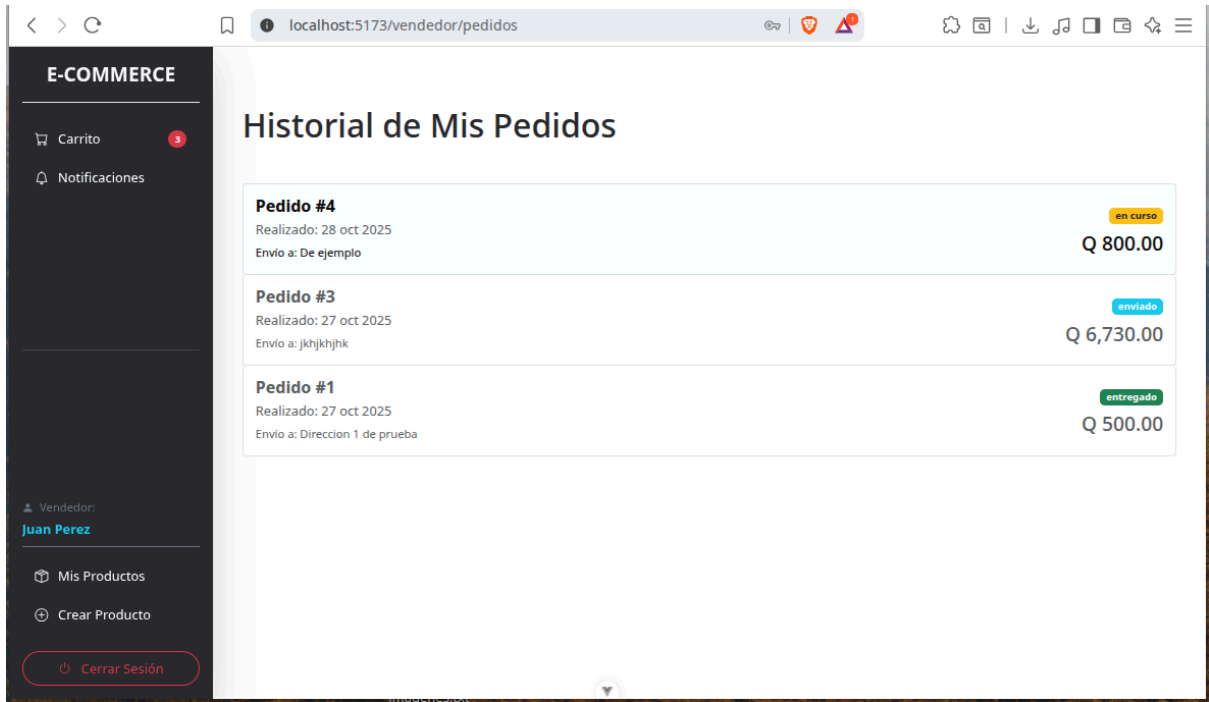 localhost:5173/vendedor/pedidos
E-COMMERCE
Carrito 3
Notificaciones
Vendedor:
Juan Perez
Mis Productos
Crear Producto
Cerrar Sesión
Historial de Mis Pedidos
Pedido #4
en curso
Realizado: 28 oct 2025
Q 800.00
Envío a: De ejemplo
Pedido #3
enviado
Realizado: 27 oct 2025
Q 6,730.00
Envío a: jkhjkhjhk
Pedido #1
entregado
Realizado: 27 oct 2025
Q 500.00
Envío a: Direccion 1 de prueba